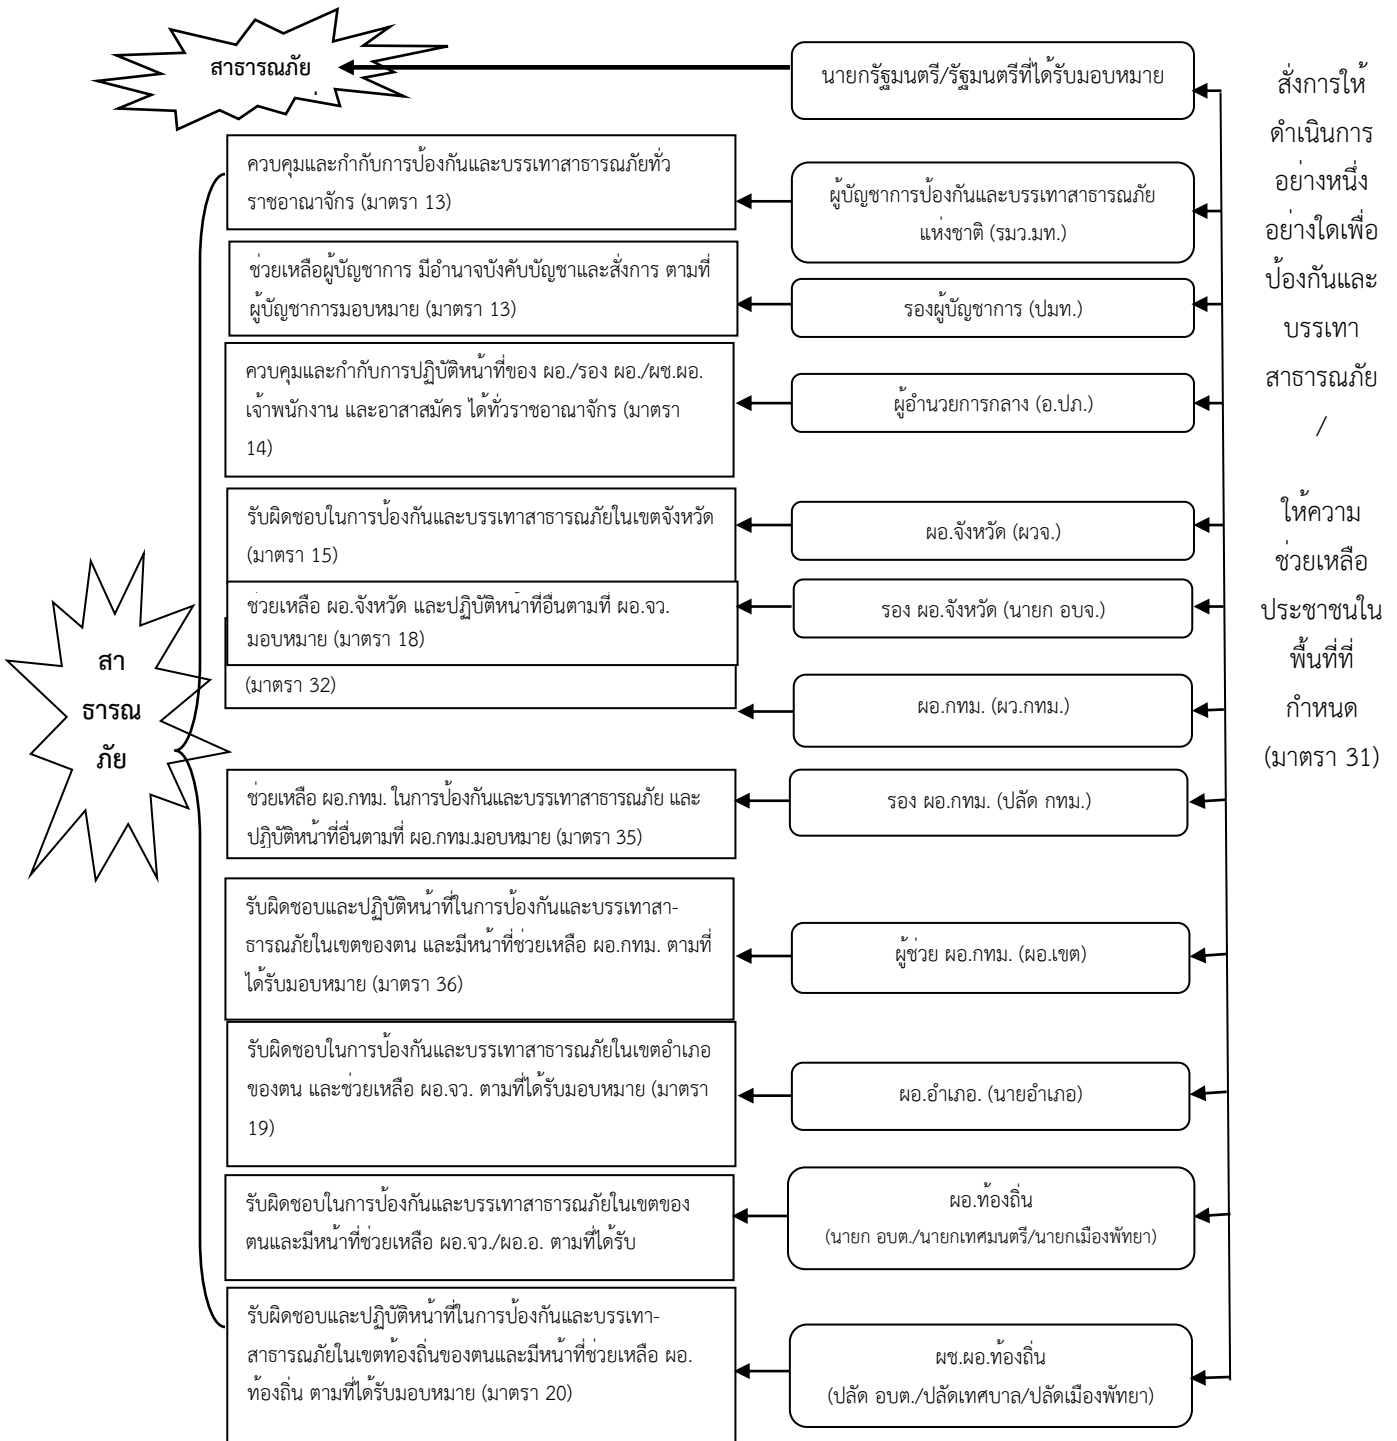 สาธารณภัย
นายกรัฐมนตรี/รัฐมนตรีที่ได้รับมอบหมาย
ควบคุมและกำกับการป้องกันและบรรเทาสาธารณภัยทั่ว
ราชอาณาจักร (มาตรา 13)
ผู้บัญชาการป้องกันและบรรเทาสาธารณภัย
แห่งชาติ (รมว.มท.)
ช่วยเหลือผู้บัญชาการ มีอำนาจบังคับบัญชาและสั่งการ ตามที่
ผู้บัญชาการมอบหมาย (มาตรา 13)
รองผู้บัญชาการ (ปมท.)
ควบคุมและกำกับการปฏิบัติหน้าที่ของ ผอ./รอง ผอ./ผช.ผอ.
เจ้าพนักงาน และอาสาสมัคร ได้ทั่วราชอาณาจักร (มาตรา
14)
ผู้อำนวยการกลาง (อ.ปภ.)
รับผิดชอบในการป้องกันและบรรเทาสาธารณภัยในเขตจังหวัด
(มาตรา 15)
ผอ.จังหวัด (ผวจ.)
ช่วยเหลือ ผอ.จังหวัด และปฏิบัติหน้าที่อื่นตามที่ ผอ.จว.
มอบหมาย (มาตรา 18)
รอง ผอ.จังหวัด (นายก อบจ.)
(มาตรา 32)
ผอ.กทม. (ผว.กทม.)
ช่วยเหลือ ผอ.กทม. ในการป้องกันและบรรเทาสาธารณภัย และ
ปฏิบัติหน้าที่อื่นตามที่ ผอ.กทม.มอบหมาย (มาตรา 35)
รอง ผอ.กทม. (ปลัด กทม.)
รับผิดชอบและปฏิบัติหน้าที่ในการป้องกันและบรรเทาสา-
ธารณภัยในเขตของตน และมีหน้าที่ช่วยเหลือ ผอ.กทม. ตามที่
ได้รับมอบหมาย (มาตรา 36)
ผู้ช่วย ผอ.กทม. (ผอ.เขต)
รับผิดชอบในการป้องกันและบรรเทาสาธารณภัยในเขตอำเภอ
ของตน และช่วยเหลือ ผอ.จว. ตามที่ได้รับมอบหมาย (มาตรา
19)
ผอ.อำเภอ. (นายอำเภอ)
รับผิดชอบในการป้องกันและบรรเทาสาธารณภัยในเขตของ
ตนและมีหน้าที่ช่วยเหลือ ผอ.จว./ผอ.อ. ตามที่ได้รับ
ผอ.ท้องถิ่น
(นายก อบต./นายกเทศมนตรี/นายกเมืองพัทยา)
รับผิดชอบและปฏิบัติหน้าที่ในการป้องกันและบรรเทา-
สาธารณภัยในเขตท้องถิ่นของตนและมีหน้าที่ช่วยเหลือ ผอ.
ท้องถิ่น ตามที่ได้รับมอบหมาย (มาตรา 20)
ผช.ผอ.ท้องถิ่น
(ปลัด อบต./ปลัดเทศบาล/ปลัดเมืองพัทยา)
สา
ธารณ
ภัย
สั่งการให้
ดำเนินการ
อย่างหนึ่ง
อย่างใดเพื่อ
ป้องกันและ
บรรเทา
สาธารณภัย
/
ให้ความ
ช่วยเหลือ
ประชาชนใน
พื้นที่ที่
กำหนด
(มาตรา 31)